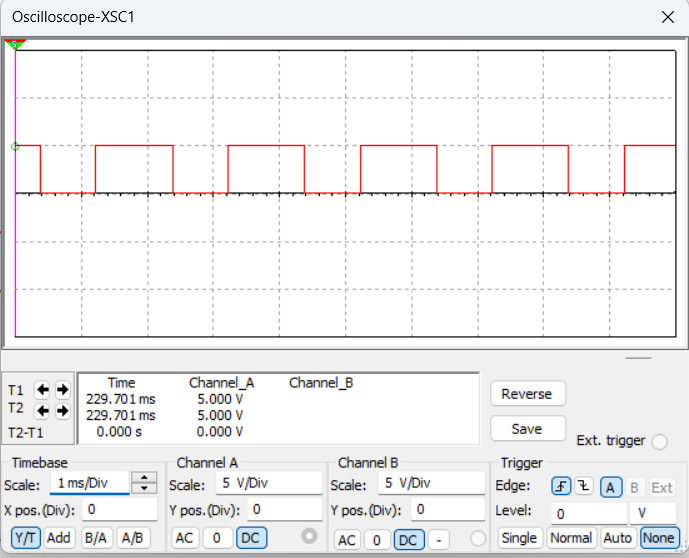 Oscilloscope-XSC1
Time Channel_A Channel_B
T1 229.701 ms 5.000 V
T2 229.701 ms 5.000 V
T2-T1 0.000 s 0.000 V
Reverse
Save
Ext. trigger
Timebase
Scale: 1 ms/Div
X pos.(Div): 0
Y/T Add B/A A/B
Channel A
Scale: 5 V/Div
Y pos.(Div): 0
AC 0 DC
Channel B
Scale: 5 V/Div
Y pos.(Div): 0
AC 0 DC -
Trigger
Edge: A B Ext
Level: 0 V
Single Normal Auto None